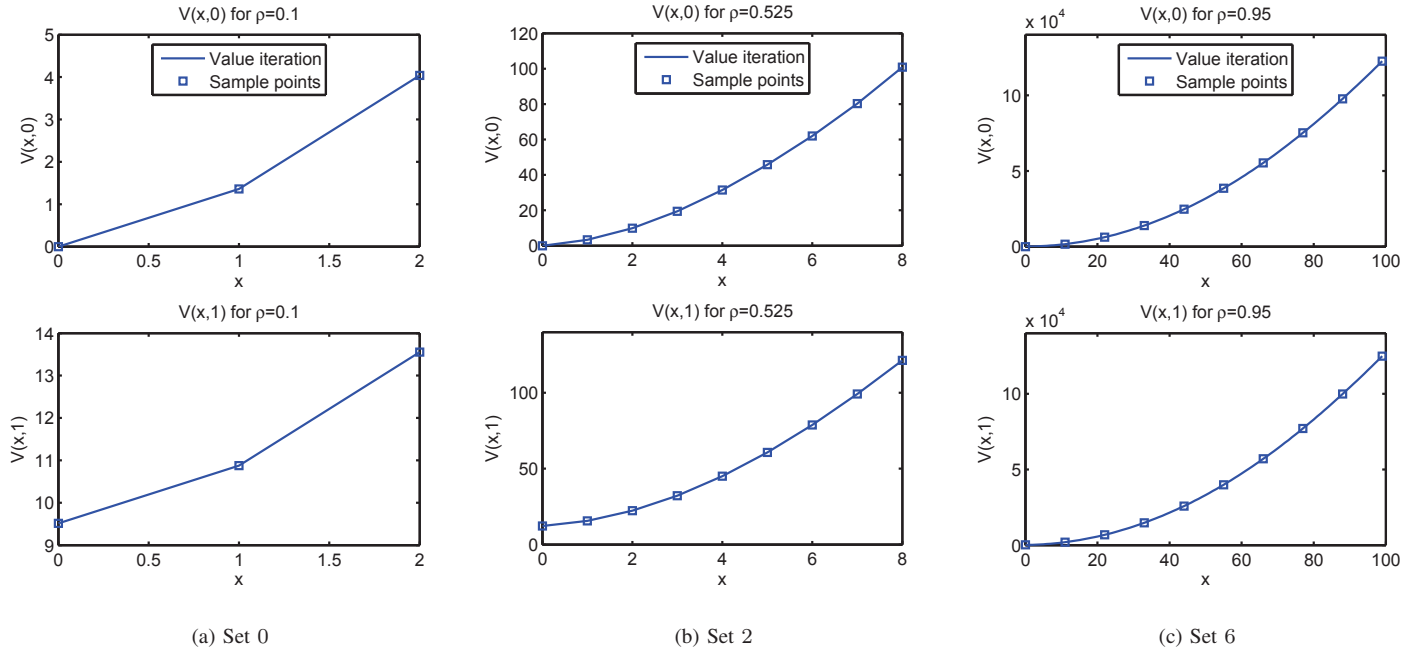 V(x,0) for ρ=0.1
5
4
3
2
1
0
V(x,0)
Value iteration
Sample points
0 0.5 1 1.5 2
x
V(x,0) for ρ=0.525
120
100
80
60
40
20
0
V(x,0)
Value iteration
Sample points
0 2 4 6 8
x
V(x,0) for ρ=0.95
x 10^4
10
5
0
V(x,0)
Value iteration
Sample points
0 20 40 60 80 100
x
V(x,1) for ρ=0.1
14
13
12
11
10
9
V(x,1)
0 0.5 1 1.5 2
x
V(x,1) for ρ=0.525
100
50
0
V(x,1)
0 2 4 6 8
x
V(x,1) for ρ=0.95
x 10^4
10
5
0
V(x,1)
0 20 40 60 80 100
x
(a) Set 0
(b) Set 2
(c) Set 6